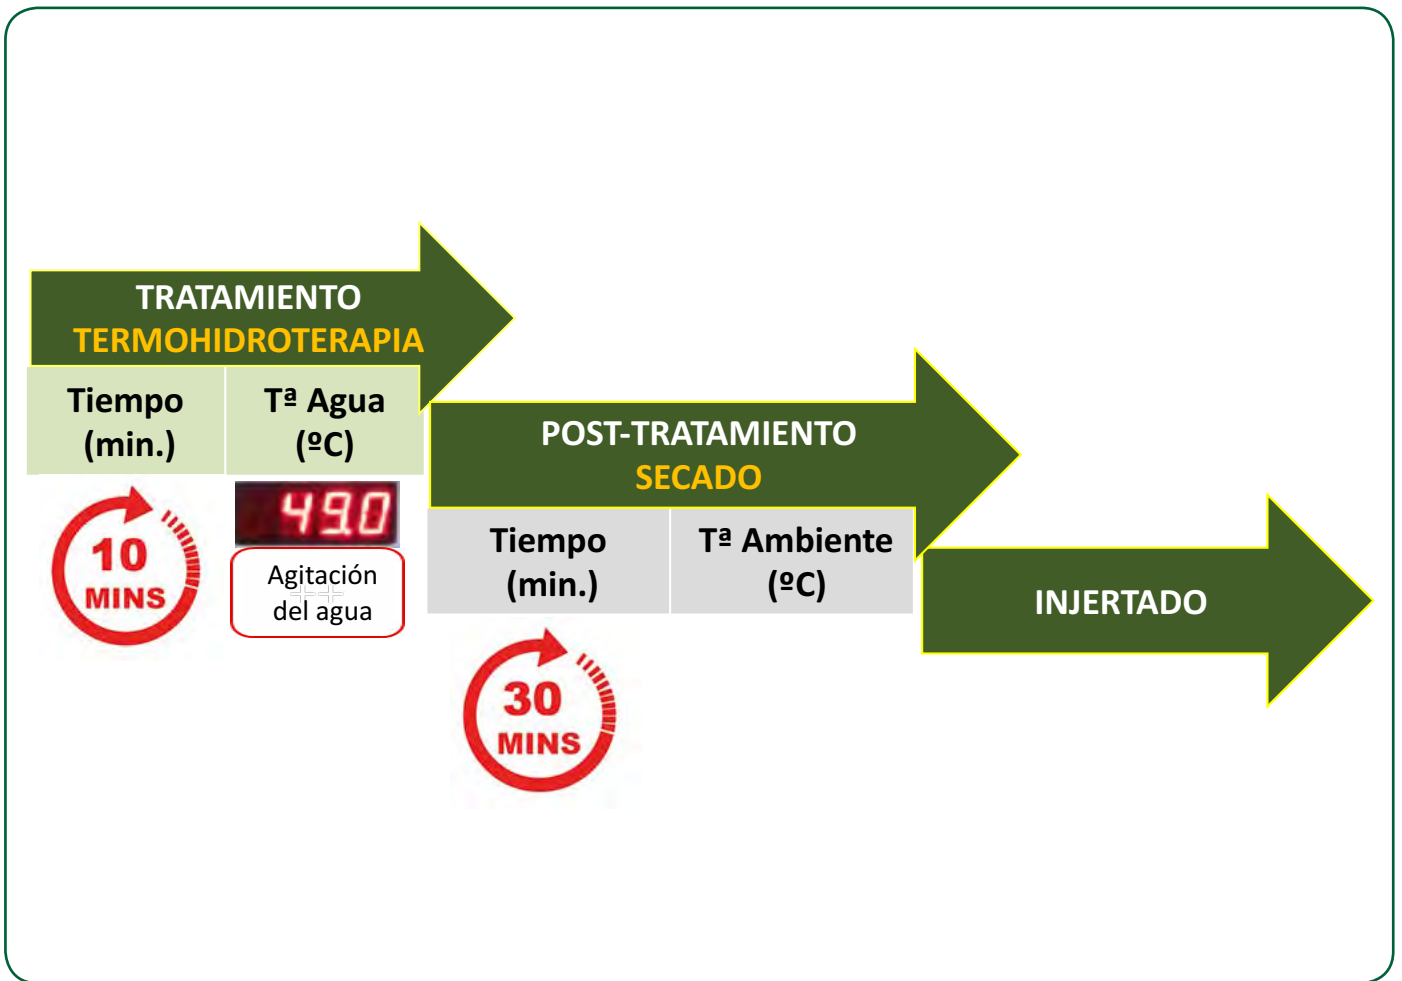 TRATAMIENTO
TERMOHIDROTERAPIA
Tiempo
(min.)
Tª Agua
(ºC)
10
MINS
49.0
Agitación
del agua
++
POST-TRATAMIENTO
SECADO
Tiempo
(min.)
Tª Ambiente
(ºC)
30
MINS
INJERTADO